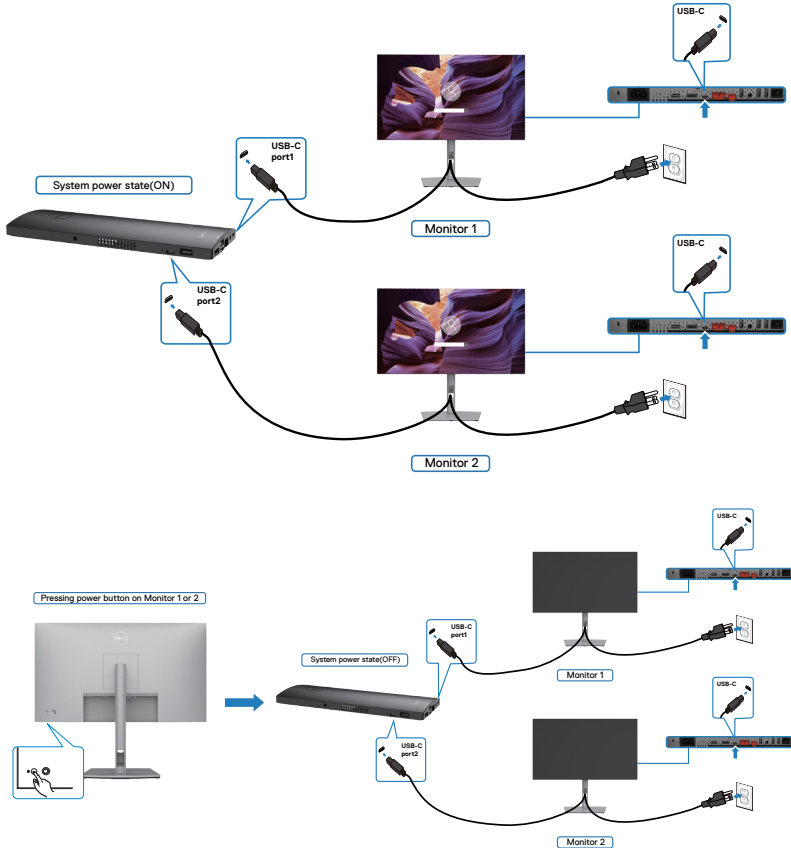 USB-C
USB-C
port1
System power state(ON)
Monitor 1
USB-C
USB-C
port2
Monitor 2
USB-C
Pressing power button on Monitor 1 or 2
DELL
USB-C
port1
System power state(OFF)
Monitor 1
USB-C
USB-C
port2
Monitor 2